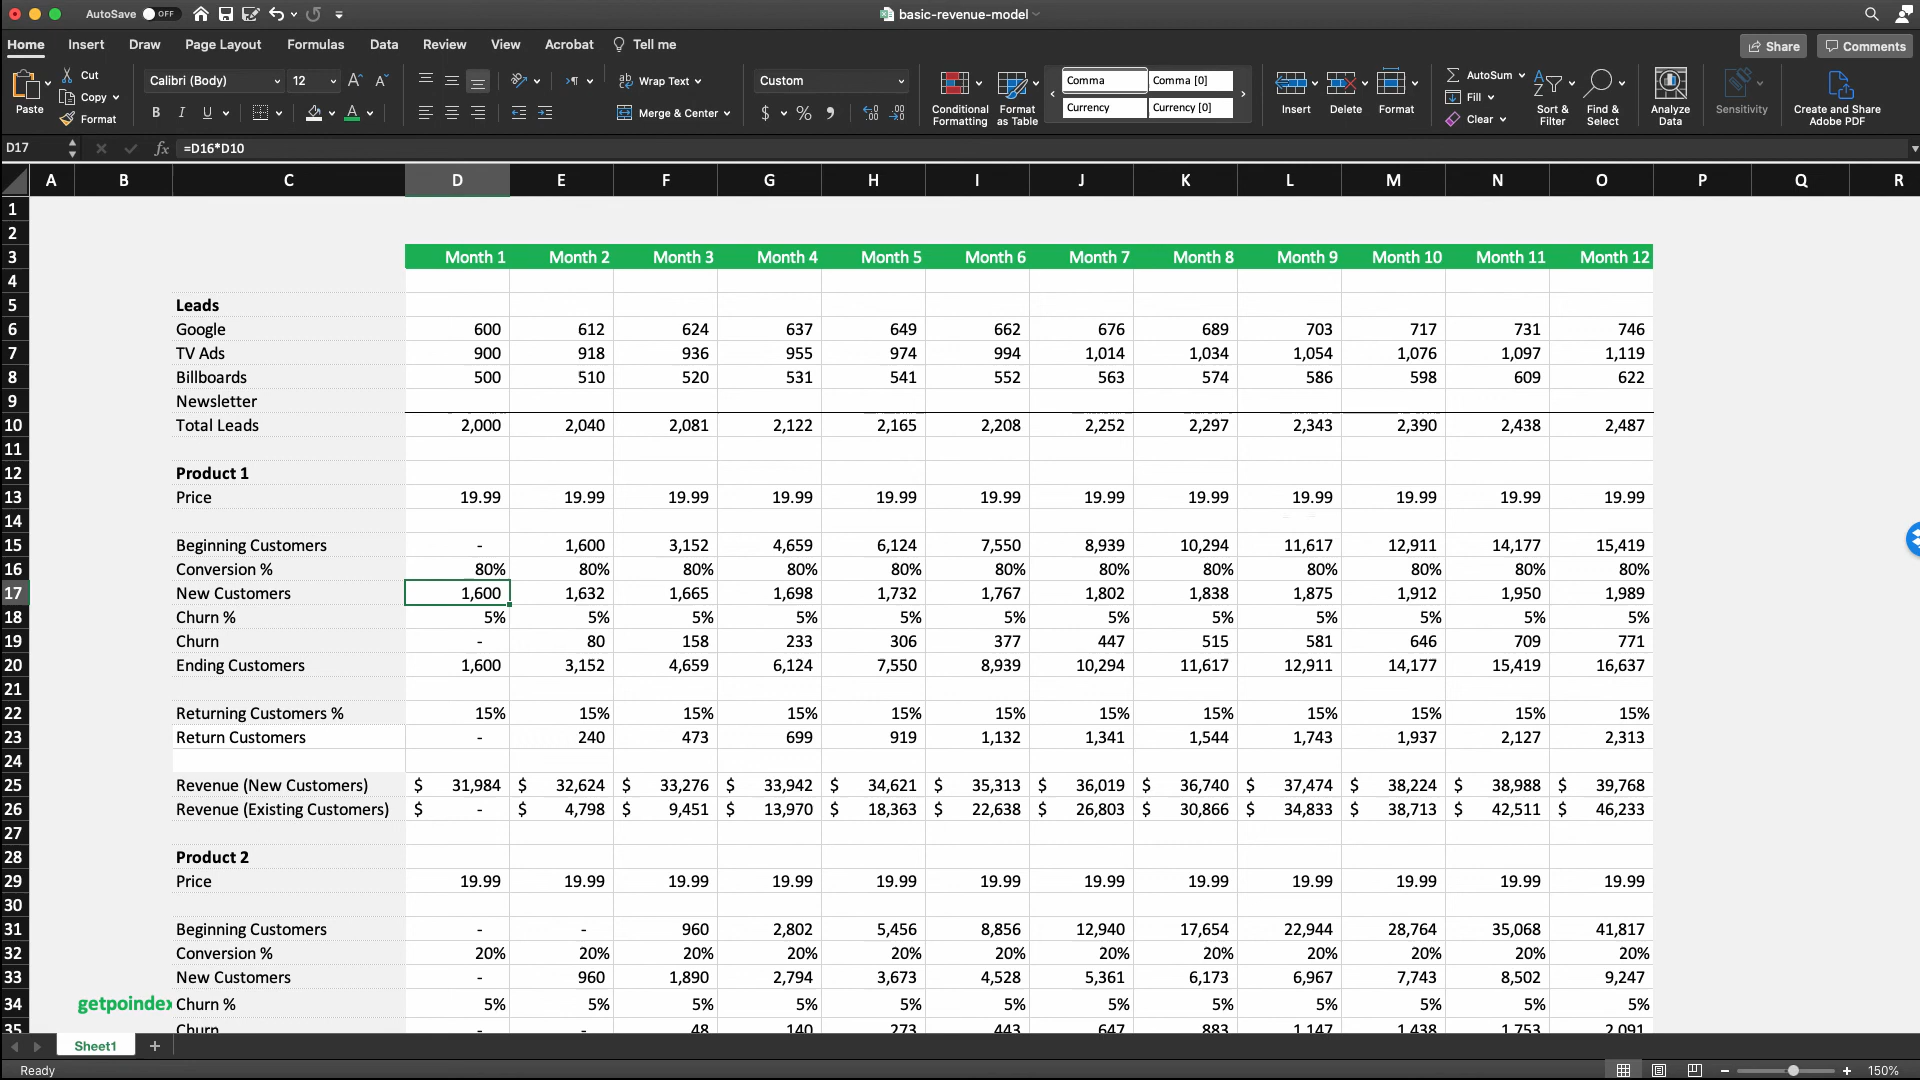 AutoSave OFF basic-revenue-model
Home Insert Draw Page Layout Formulas Data Review View Acrobat Tell me Share Comments
Paste Cut Copy Format Calibri (Body) 12 Wrap Text Merge & Center Custom Conditional Formatting Format as Table Comma Comma [0] Currency Currency [0] Insert Delete Format AutoSum Fill Clear Sort & Filter Find & Select Analyze Data Sensitivity Create and Share Adobe PDF
D17 fx =D16*D10
A B C D E F G H I J K L M N O P Q R
1
2
3 Month 1 Month 2 Month 3 Month 4 Month 5 Month 6 Month 7 Month 8 Month 9 Month 10 Month 11 Month 12
4
5 Leads
6 Google 600 612 624 637 649 662 676 689 703 717 731 746
7 TV Ads 900 918 936 955 974 994 1,014 1,034 1,054 1,076 1,097 1,119
8 Billboards 500 510 520 531 541 552 563 574 586 598 609 622
9 Newsletter
10 Total Leads 2,000 2,040 2,081 2,122 2,165 2,208 2,252 2,297 2,343 2,390 2,438 2,487
11
12 Product 1
13 Price 19.99 19.99 19.99 19.99 19.99 19.99 19.99 19.99 19.99 19.99 19.99 19.99
14
15 Beginning Customers - 1,600 3,152 4,659 6,124 7,550 8,939 10,294 11,617 12,911 14,177 15,419
16 Conversion % 80% 80% 80% 80% 80% 80% 80% 80% 80% 80% 80% 80%
17 New Customers 1,600 1,632 1,665 1,698 1,732 1,767 1,802 1,838 1,875 1,912 1,950 1,989
18 Churn % 5% 5% 5% 5% 5% 5% 5% 5% 5% 5% 5% 5%
19 Churn - 80 158 233 306 377 447 515 581 646 709 771
20 Ending Customers 1,600 3,152 4,659 6,124 7,550 8,939 10,294 11,617 12,911 14,177 15,419 16,637
21
22 Returning Customers % 15% 15% 15% 15% 15% 15% 15% 15% 15% 15% 15% 15%
23 Return Customers - 240 473 699 919 1,132 1,341 1,544 1,743 1,937 2,127 2,313
24
25 Revenue (New Customers) $ 31,984 $ 32,624 $ 33,276 $ 33,942 $ 34,621 $ 35,313 $ 36,019 $ 36,740 $ 37,474 $ 38,224 $ 38,988 $ 39,768
26 Revenue (Existing Customers) $ - $ 4,798 $ 9,451 $ 13,970 $ 18,363 $ 22,638 $ 26,803 $ 30,866 $ 34,833 $ 38,713 $ 42,511 $ 46,233
27
28 Product 2
29 Price 19.99 19.99 19.99 19.99 19.99 19.99 19.99 19.99 19.99 19.99 19.99 19.99
30
31 Beginning Customers - - 960 2,802 5,456 8,856 12,940 17,654 22,944 28,764 35,068 41,817
32 Conversion % 20% 20% 20% 20% 20% 20% 20% 20% 20% 20% 20% 20%
33 New Customers - 960 1,890 2,794 3,673 4,528 5,361 6,173 6,967 7,743 8,502 9,247
34 getpoindex Churn % 5% 5% 5% 5% 5% 5% 5% 5% 5% 5% 5% 5%
35 Churn - - 48 140 273 443 647 883 1,147 1,438 1,753 2,091
Sheet1
Ready 150%